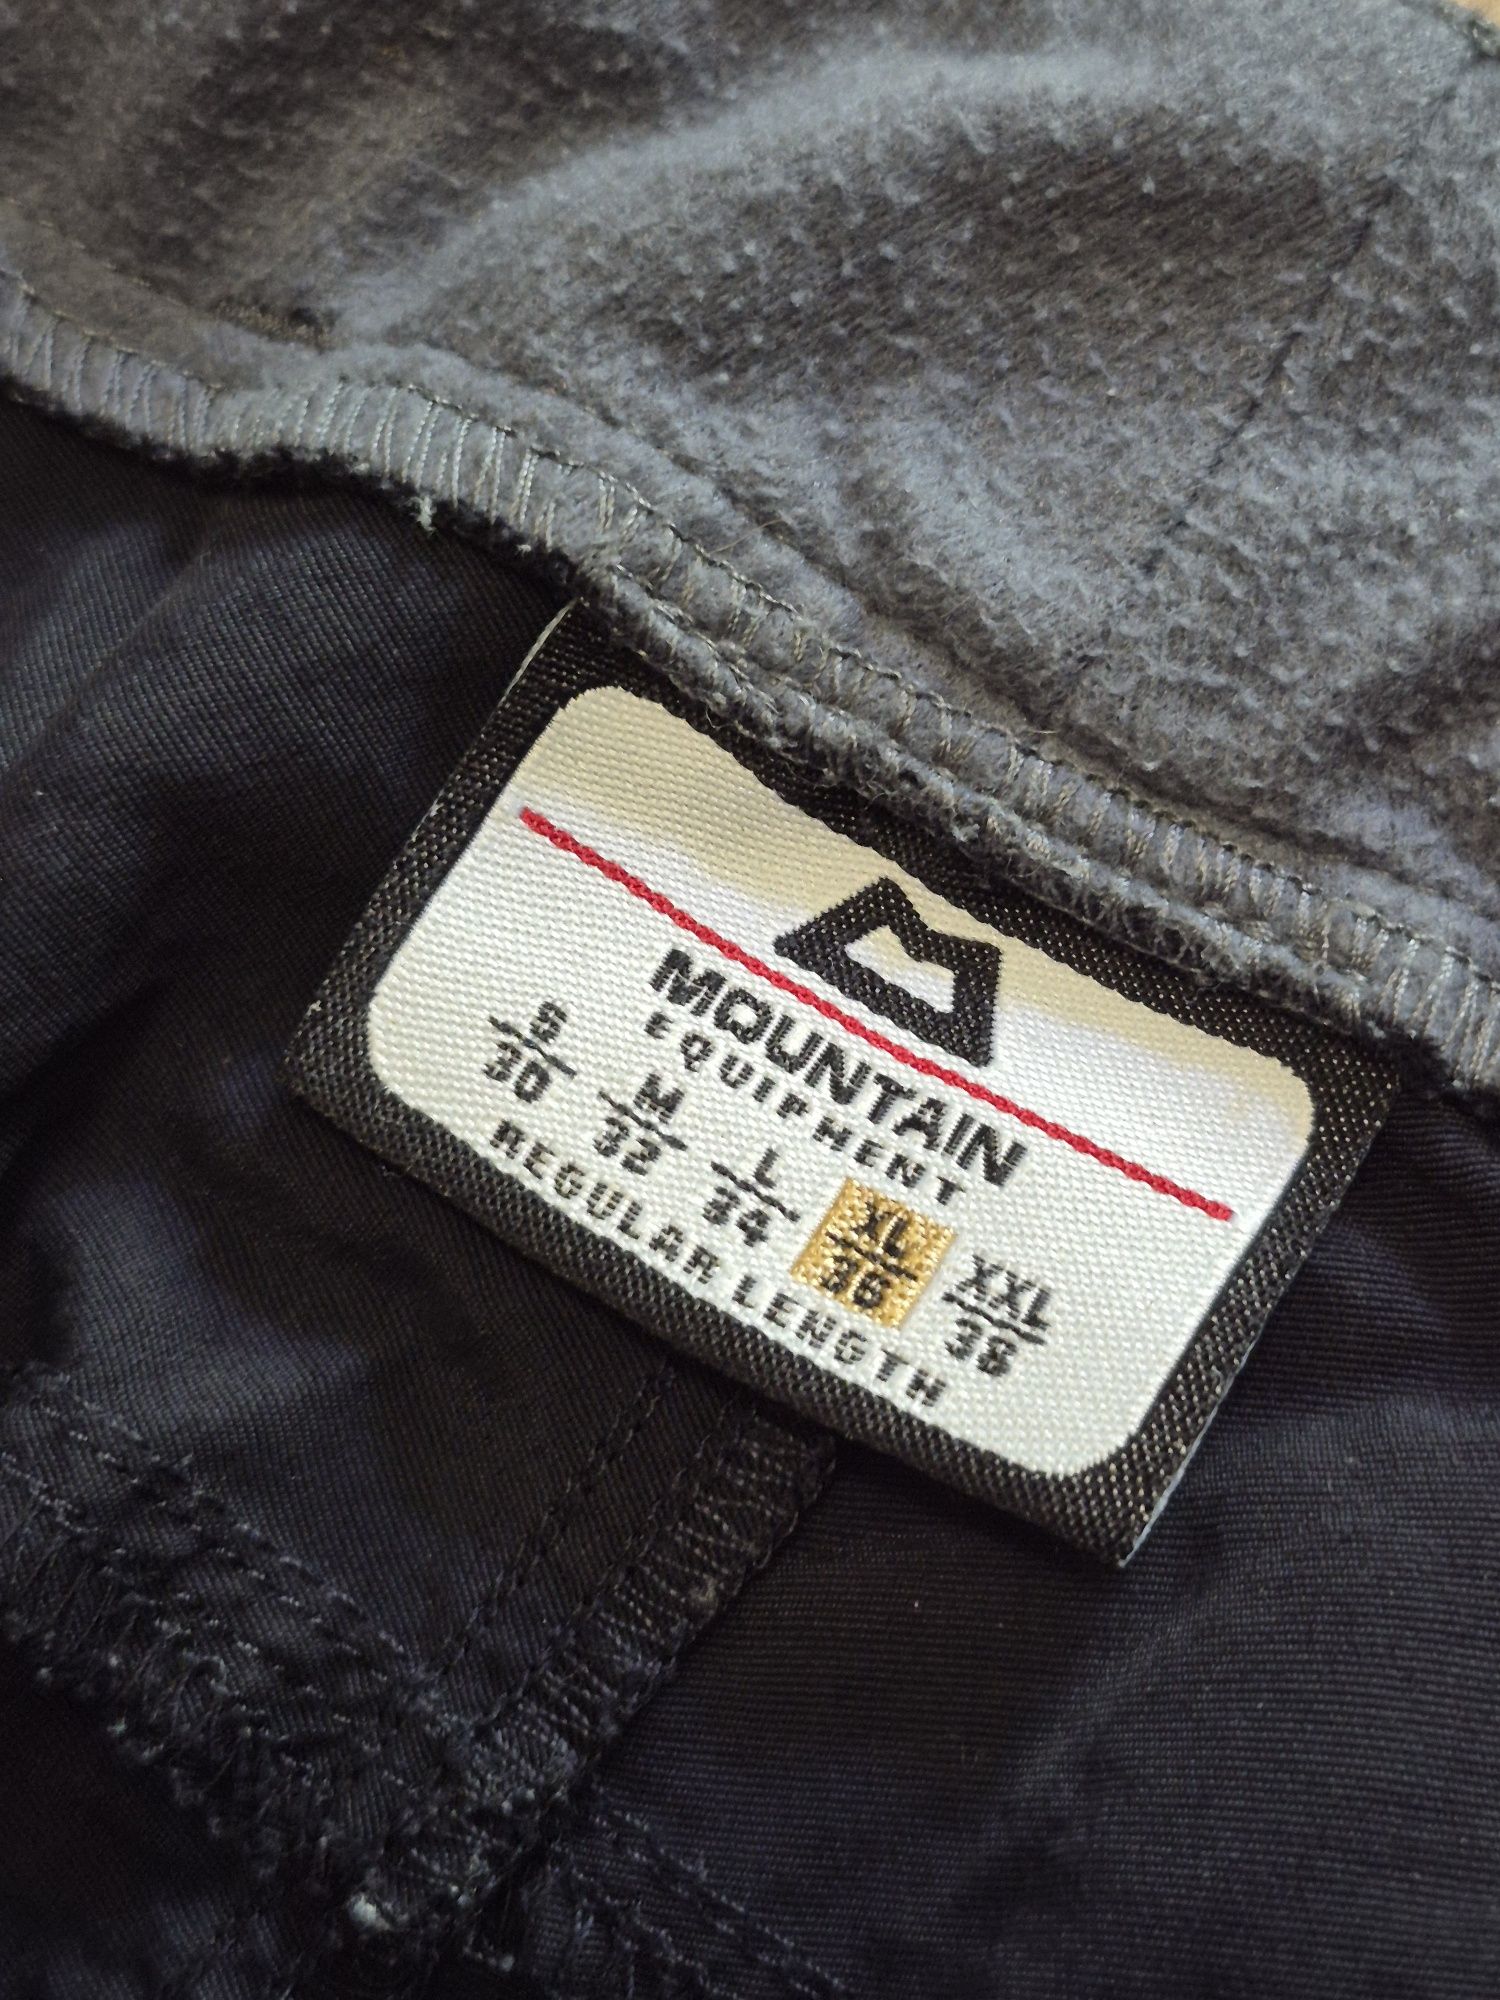 MOUNTAIN
EQUIPMENT
S M L XL XXL
30 32 34 36 38
REGULAR LENGTH